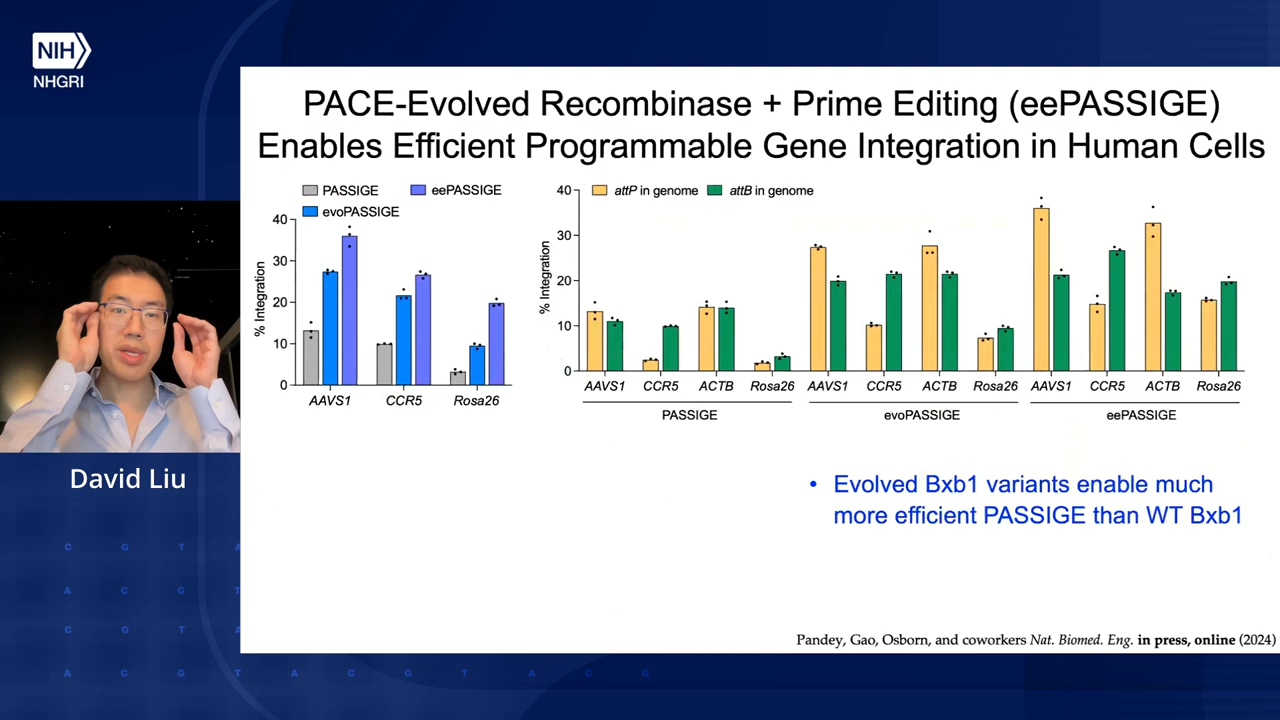 NIH
NHGRI
PACE-Evolved Recombinase + Prime Editing (eePASSIGE)
Enables Efficient Programmable Gene Integration in Human Cells
PASSIGE
eePASSIGE
evoPASSIGE
% Integration
40
30
20
10
0
AAVS1
CCR5
Rosa26
attP in genome
attB in genome
% Integration
40
30
20
10
0
AAVS1 CCR5 ACTB Rosa26
AAVS1 CCR5 ACTB Rosa26
AAVS1 CCR5 ACTB Rosa26
PASSIGE
evoPASSIGE
eePASSIGE
David Liu
• Evolved Bxb1 variants enable much
more efficient PASSIGE than WT Bxb1
Pandey, Gao, Osborn, and coworkers Nat. Biomed. Eng. in press, online (2024)
C G T A
A C G T
C G T A
A C G T A C G T A C G